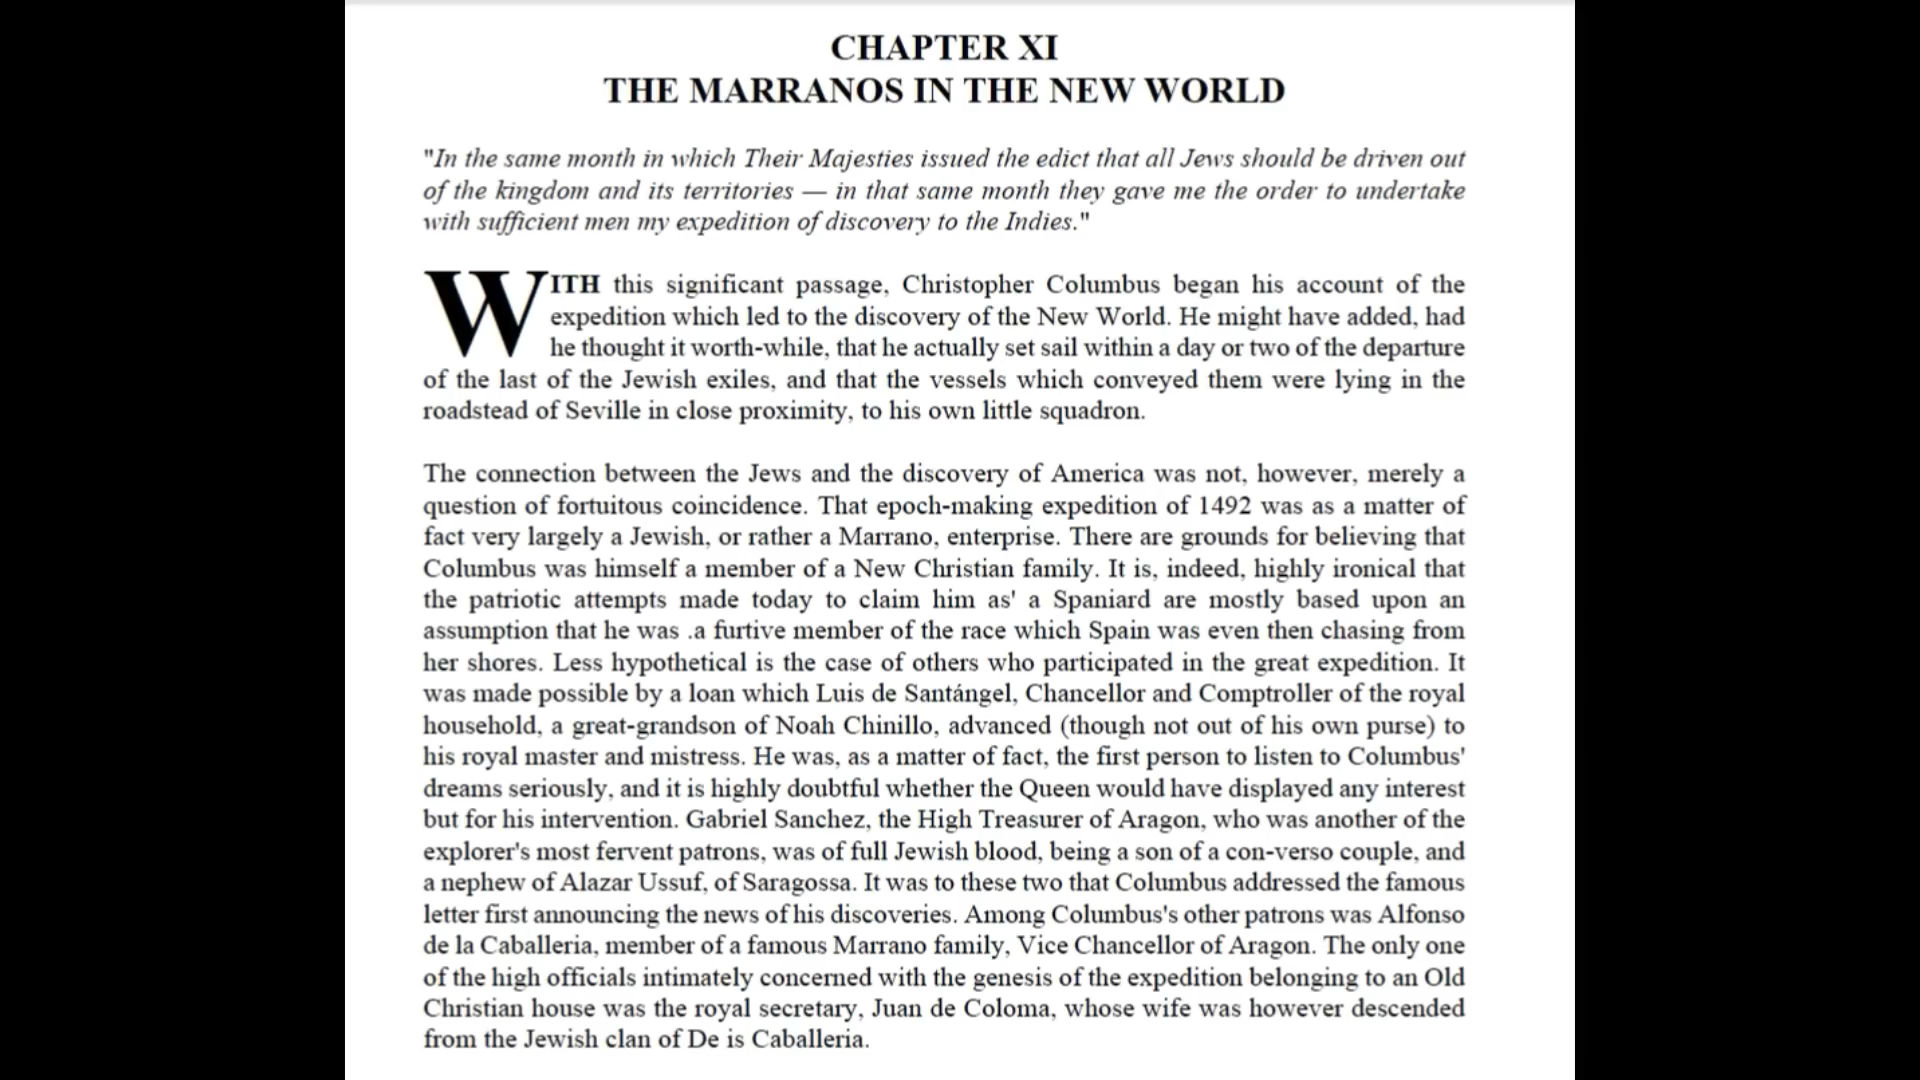 CHAPTER XI
THE MARRANOS IN THE NEW WORLD
"In the same month in which Their Majesties issued the edict that all Jews should be driven out
of the kingdom and its territories — in that same month they gave me the order to undertake
with sufficient men my expedition of discovery to the Indies."
WITH this significant passage, Christopher Columbus began his account of the
expedition which led to the discovery of the New World. He might have added, had
he thought it worth-while, that he actually set sail within a day or two of the departure
of the last of the Jewish exiles, and that the vessels which conveyed them were lying in the
roadstead of Seville in close proximity, to his own little squadron.
The connection between the Jews and the discovery of America was not, however, merely a
question of fortuitous coincidence. That epoch-making expedition of 1492 was as a matter of
fact very largely a Jewish, or rather a Marrano, enterprise. There are grounds for believing that
Columbus was himself a member of a New Christian family. It is, indeed, highly ironical that
the patriotic attempts made today to claim him as' a Spaniard are mostly based upon an
assumption that he was .a furtive member of the race which Spain was even then chasing from
her shores. Less hypothetical is the case of others who participated in the great expedition. It
was made possible by a loan which Luis de Santángel, Chancellor and Comptroller of the royal
household, a great-grandson of Noah Chinillo, advanced (though not out of his own purse) to
his royal master and mistress. He was, as a matter of fact, the first person to listen to Columbus'
dreams seriously, and it is highly doubtful whether the Queen would have displayed any interest
but for his intervention. Gabriel Sanchez, the High Treasurer of Aragon, who was another of the
explorer's most fervent patrons, was of full Jewish blood, being a son of a con-verso couple, and
a nephew of Alazar Ussuf, of Saragossa. It was to these two that Columbus addressed the famous
letter first announcing the news of his discoveries. Among Columbus's other patrons was Alfonso
de la Caballeria, member of a famous Marrano family, Vice Chancellor of Aragon. The only one
of the high officials intimately concerned with the genesis of the expedition belonging to an Old
Christian house was the royal secretary, Juan de Coloma, whose wife was however descended
from the Jewish clan of De is Caballeria.